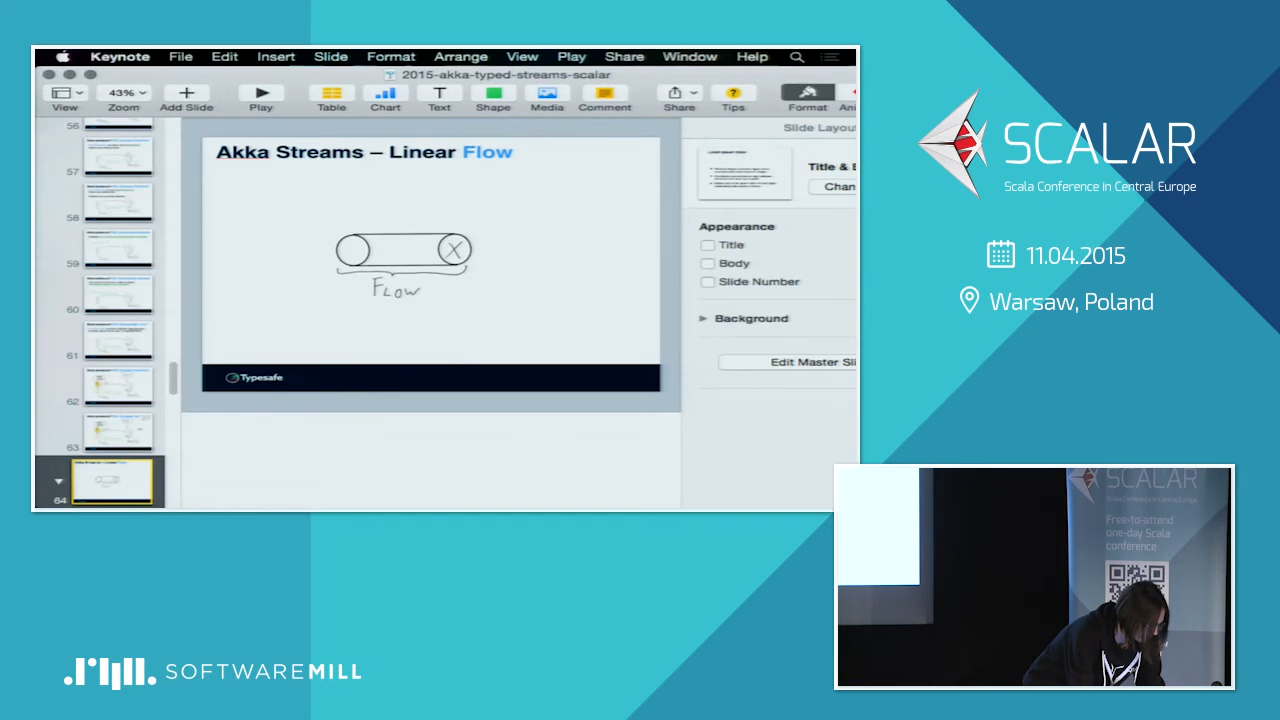 Keynote File Edit Insert Slide Format Arrange View Play Share Window Help
2015-akka-typed-streams-scalar
43%
View Zoom Add Slide Play Table Chart Text Shape Media Comment Share Tips Format Ani
56
57
58
59
60
61
62
63
64
Akka Streams – Linear Flow
X
FLOW
Typesafe
Slide Layou
Title & B
Chan
Appearance
Title
Body
Slide Number
Background
Edit Master Sli
SCALAR
Scala Conference in Central Europe
11.04.2015
Warsaw, Poland
SCALAR
Scala Conference in Central Europe
Free-to-attend
one-day Scala
conference
SOFTWAREMILL